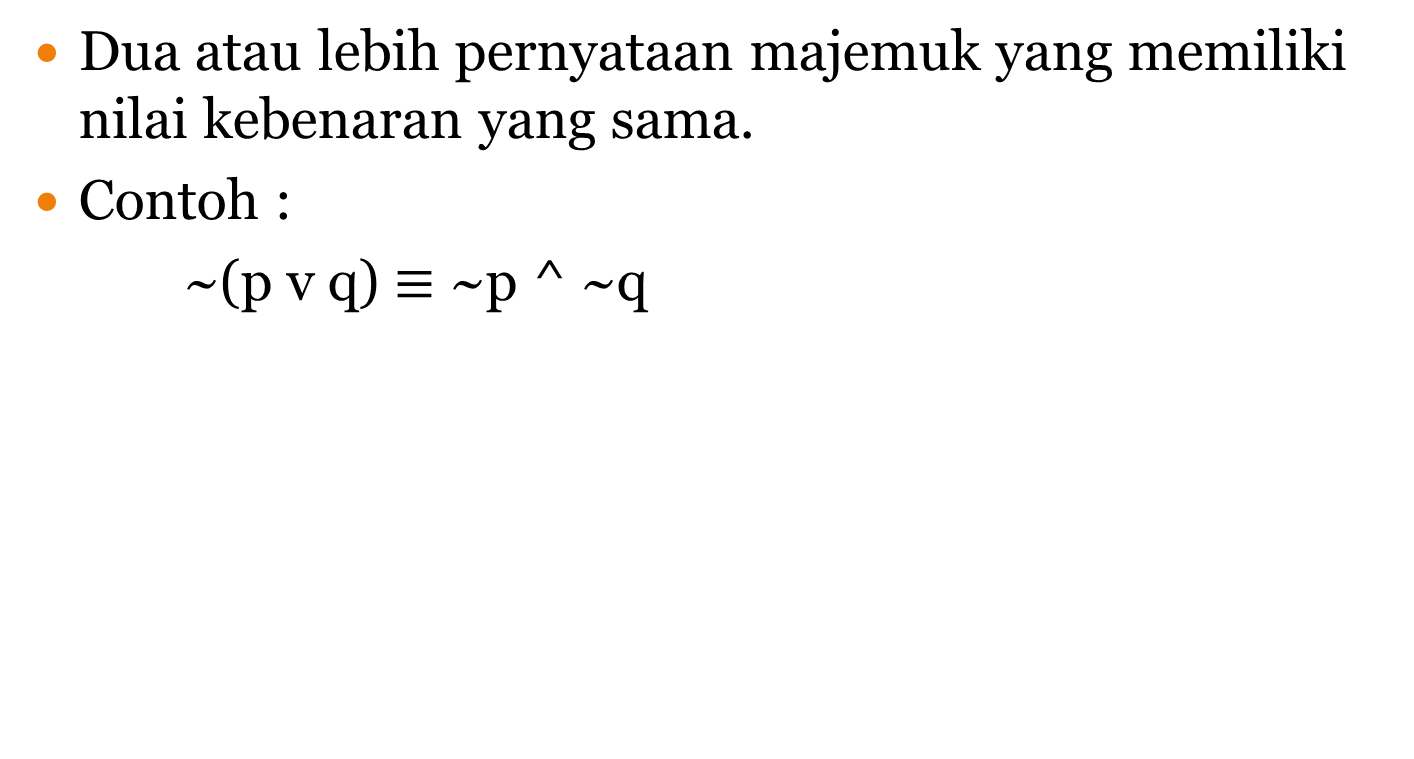 • Dua atau lebih pernyataan majemuk yang memiliki
nilai kebenaran yang sama.
• Contoh :
~(p v q) ≡ ~p ^ ~q